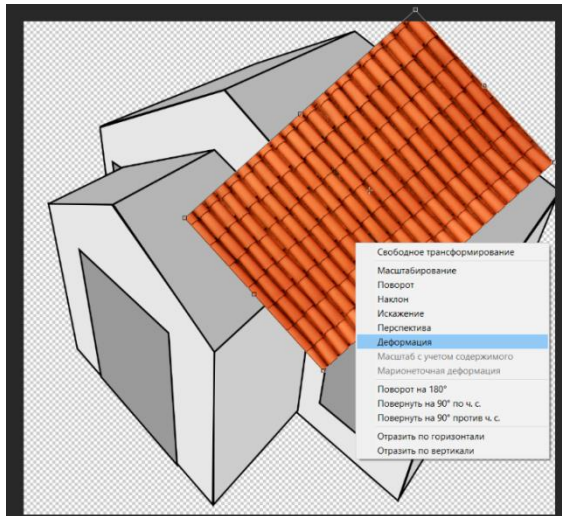 Свободное трансформирование
Масштабирование
Поворот
Наклон
Искажение
Перспектива
Деформация
Масштаб с учетом содержимого
Марионеточная деформация
Поворот на 180°
Повернуть на 90° по ч. с.
Повернуть на 90° против ч. с.
Отразить по горизонтали
Отразить по вертикали